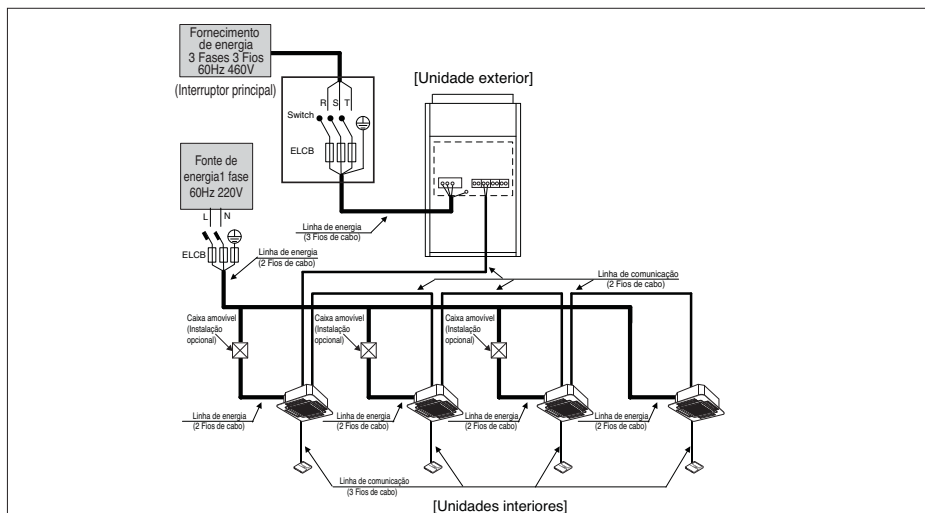 Fornecimento
de energia
3 Fases 3 Fios
60Hz 460V
(Interruptor principal)
[Unidade exterior]
R S T
Switch
ELCB
Fonte de
energia1 fase
60Hz 220V
L N
ELCB
Linha de energia
(2 Fios de cabo)
Linha de energia
(3 Fios de cabo)
Linha de comunicação
(2 Fios de cabo)
Caixa amovível
(Instalação
opcional)
Caixa amovível
(Instalação
opcional)
Caixa amovível
(Instalação
opcional)
Linha de energia
(2 Fios de cabo)
Linha de energia
(2 Fios de cabo)
Linha de energia
(2 Fios de cabo)
Linha de energia
(2 Fios de cabo)
Linha de comunicação
(3 Fios de cabo)
[Unidades interiores]